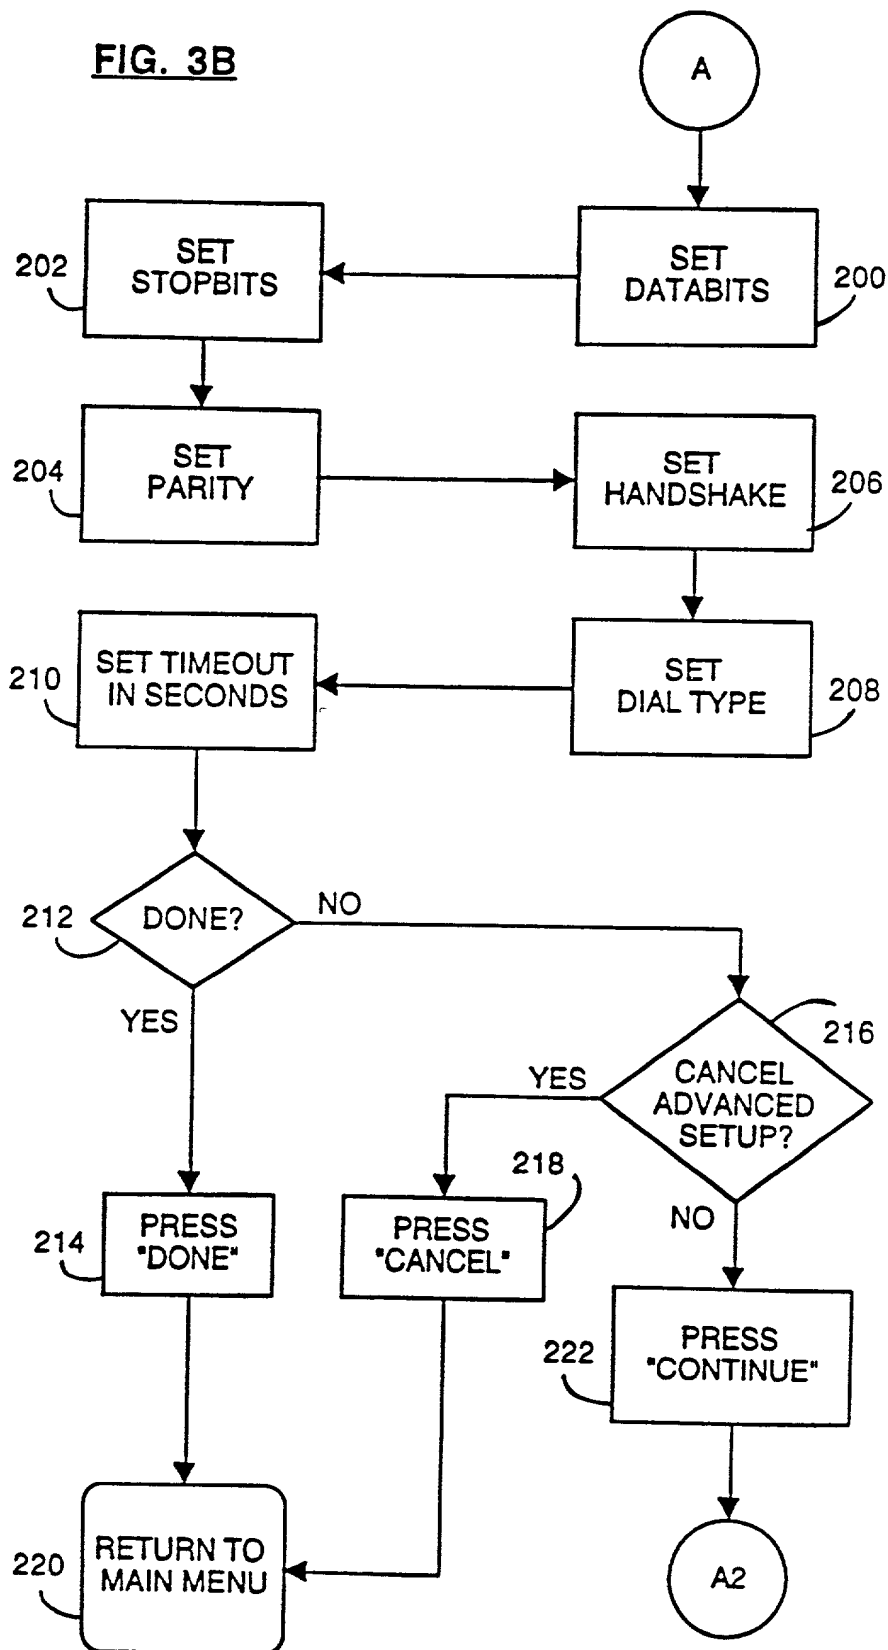 FIG. 3B
A
SET
DATABITS
200
SET
STOPBITS
202
SET
PARITY
204
SET
HANDSHAKE
206
SET
DIAL TYPE
208
SET TIMEOUT
IN SECONDS
210
DONE?
212
NO
YES
CANCEL
ADVANCED
SETUP?
216
YES
NO
PRESS
"DONE"
214
PRESS
"CANCEL"
218
PRESS
"CONTINUE"
222
RETURN TO
MAIN MENU
220
A2